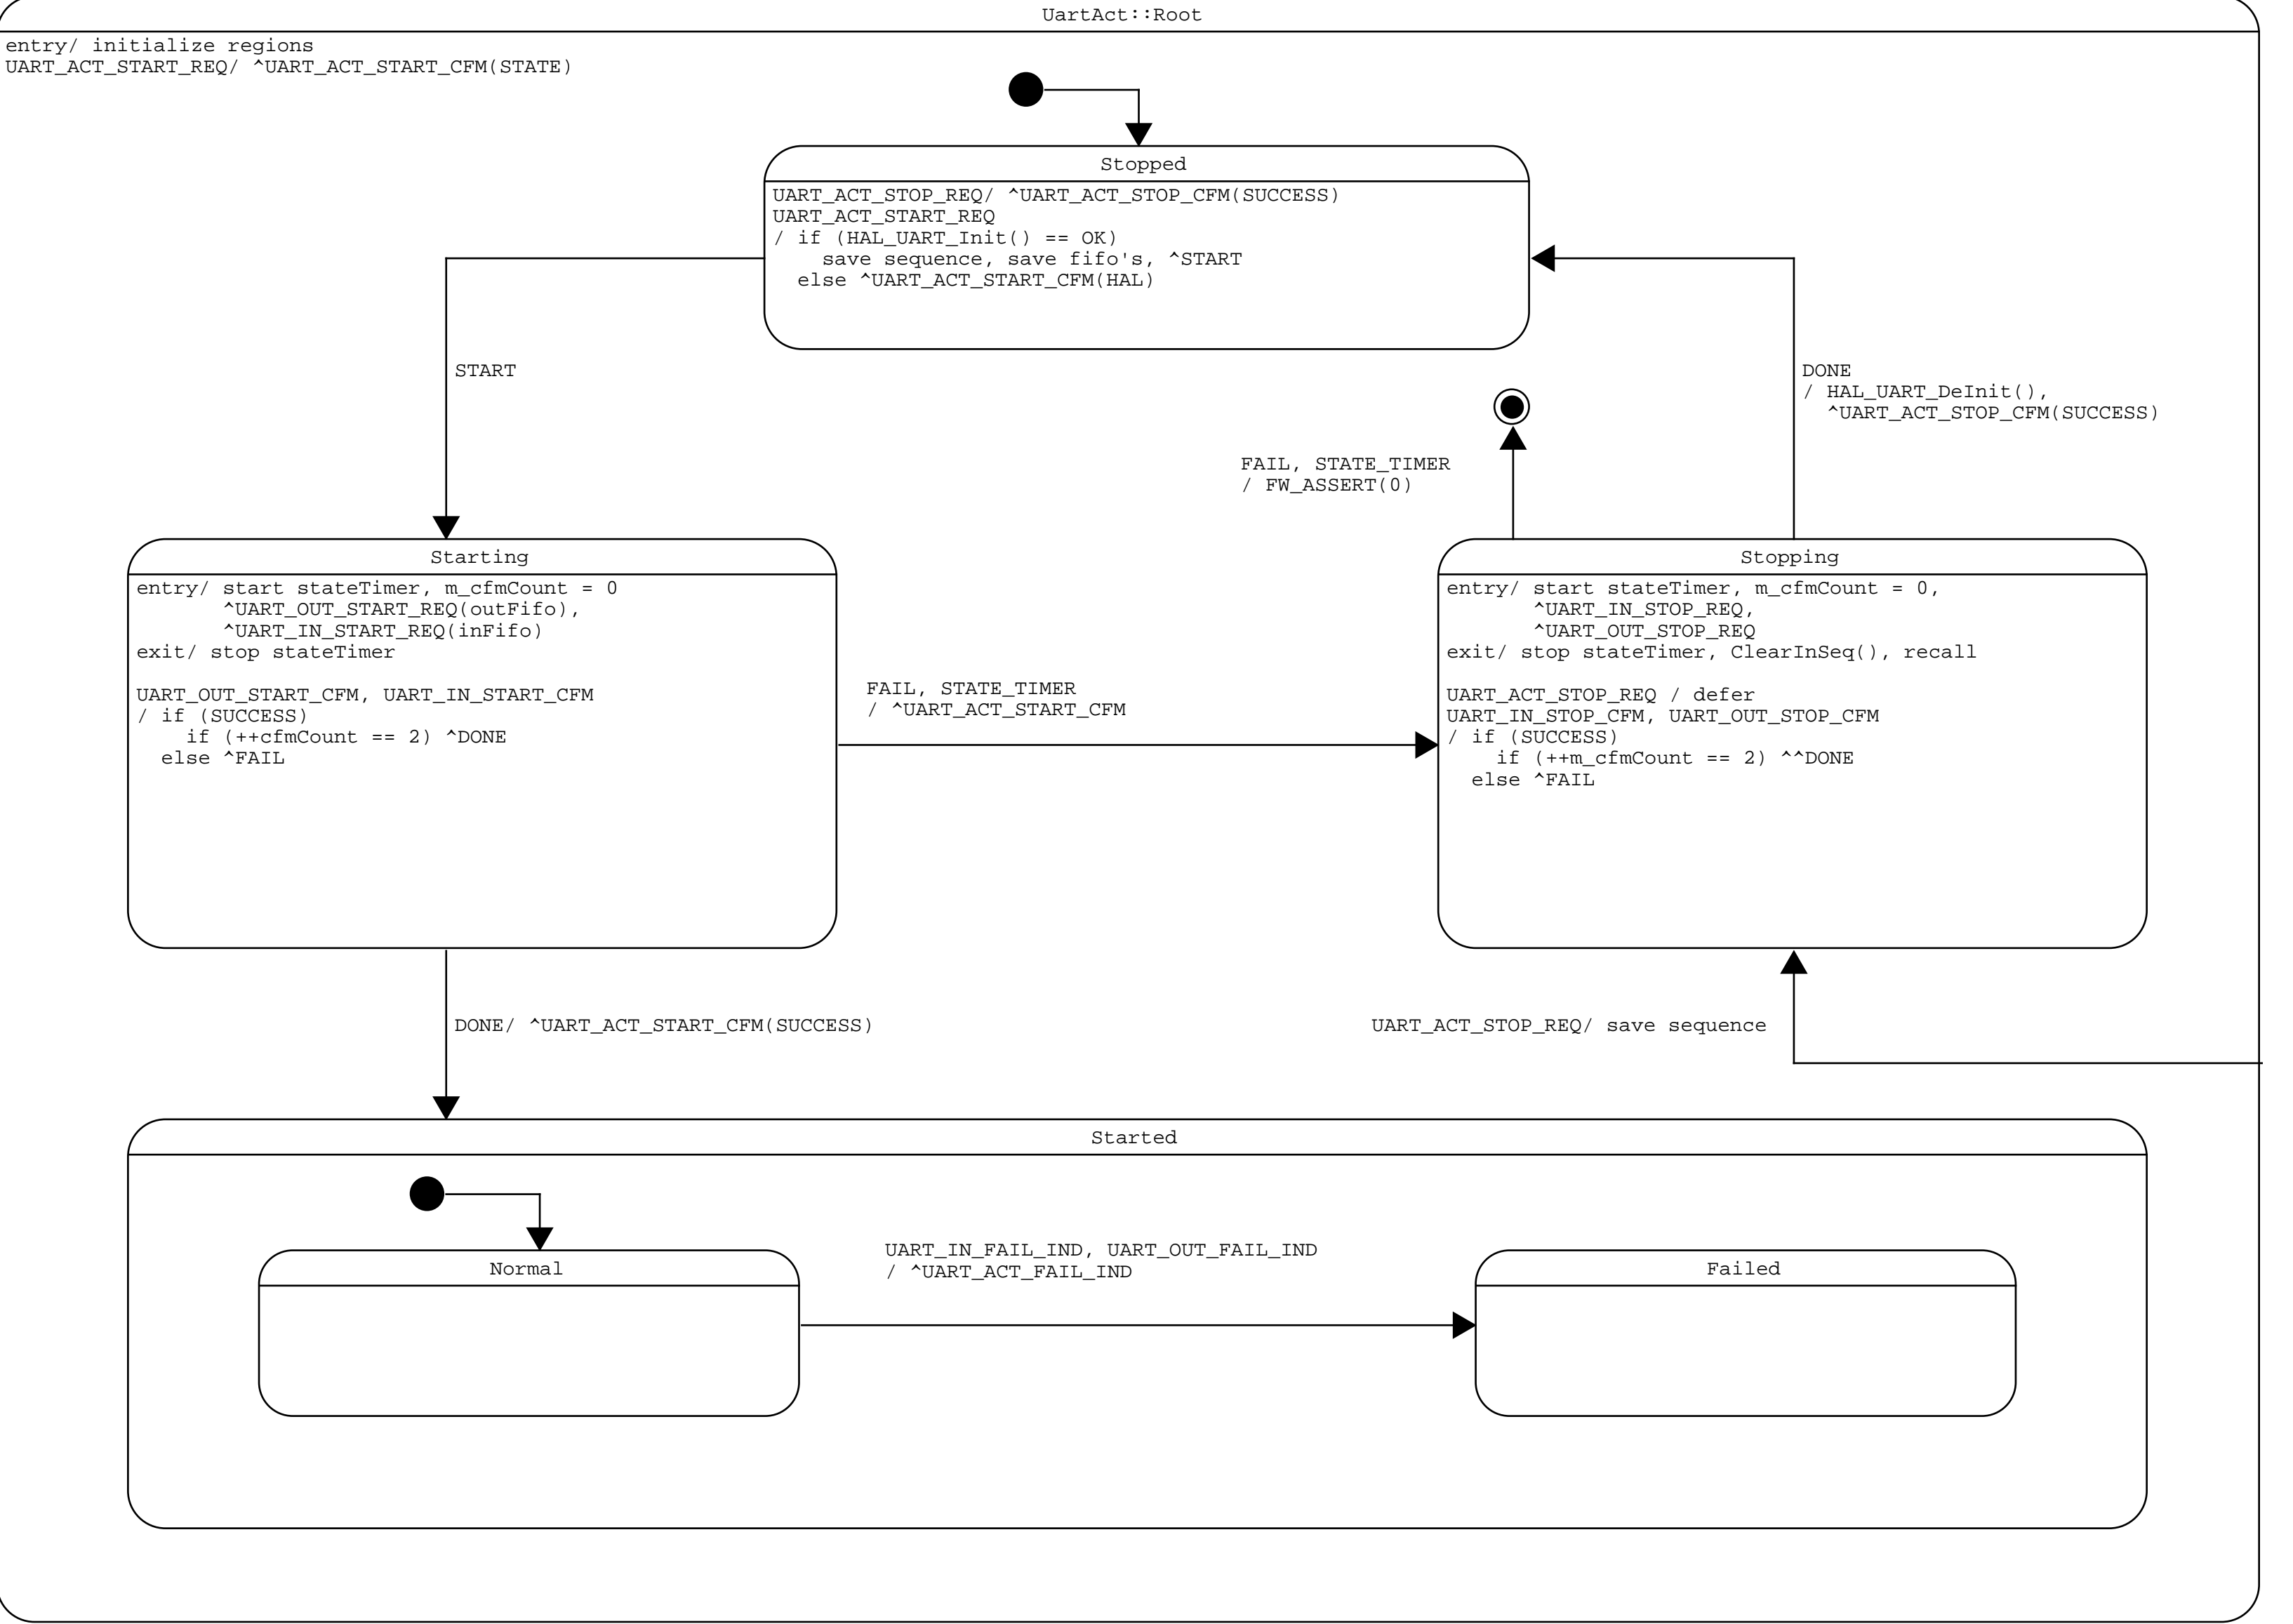 UartAct::Root
entry/ initialize regions
UART_ACT_START_REQ/ ^UART_ACT_START_CFM(STATE)
Stopped
UART_ACT_STOP_REQ/ ^UART_ACT_STOP_CFM(SUCCESS)
UART_ACT_START_REQ
/ if (HAL_UART_Init() == OK)
save sequence, save fifo's, ^START
else ^UART_ACT_START_CFM(HAL)
START
DONE
/ HAL_UART_DeInit(),
^UART_ACT_STOP_CFM(SUCCESS)
FAIL, STATE_TIMER
/ FW_ASSERT(0)
Starting
entry/ start stateTimer, m_cfmCount = 0
^UART_OUT_START_REQ(outFifo),
^UART_IN_START_REQ(inFifo)
exit/ stop stateTimer
UART_OUT_START_CFM, UART_IN_START_CFM
/ if (SUCCESS)
if (++cfmCount == 2) ^DONE
else ^FAIL
FAIL, STATE_TIMER
/ ^UART_ACT_START_CFM
Stopping
entry/ start stateTimer, m_cfmCount = 0,
^UART_IN_STOP_REQ,
^UART_OUT_STOP_REQ
exit/ stop stateTimer, ClearInSeq(), recall
UART_ACT_STOP_REQ / defer
UART_IN_STOP_CFM, UART_OUT_STOP_CFM
/ if (SUCCESS)
if (++m_cfmCount == 2) ^^DONE
else ^FAIL
DONE/ ^UART_ACT_START_CFM(SUCCESS)
UART_ACT_STOP_REQ/ save sequence
Started
Normal
UART_IN_FAIL_IND, UART_OUT_FAIL_IND
/ ^UART_ACT_FAIL_IND
Failed